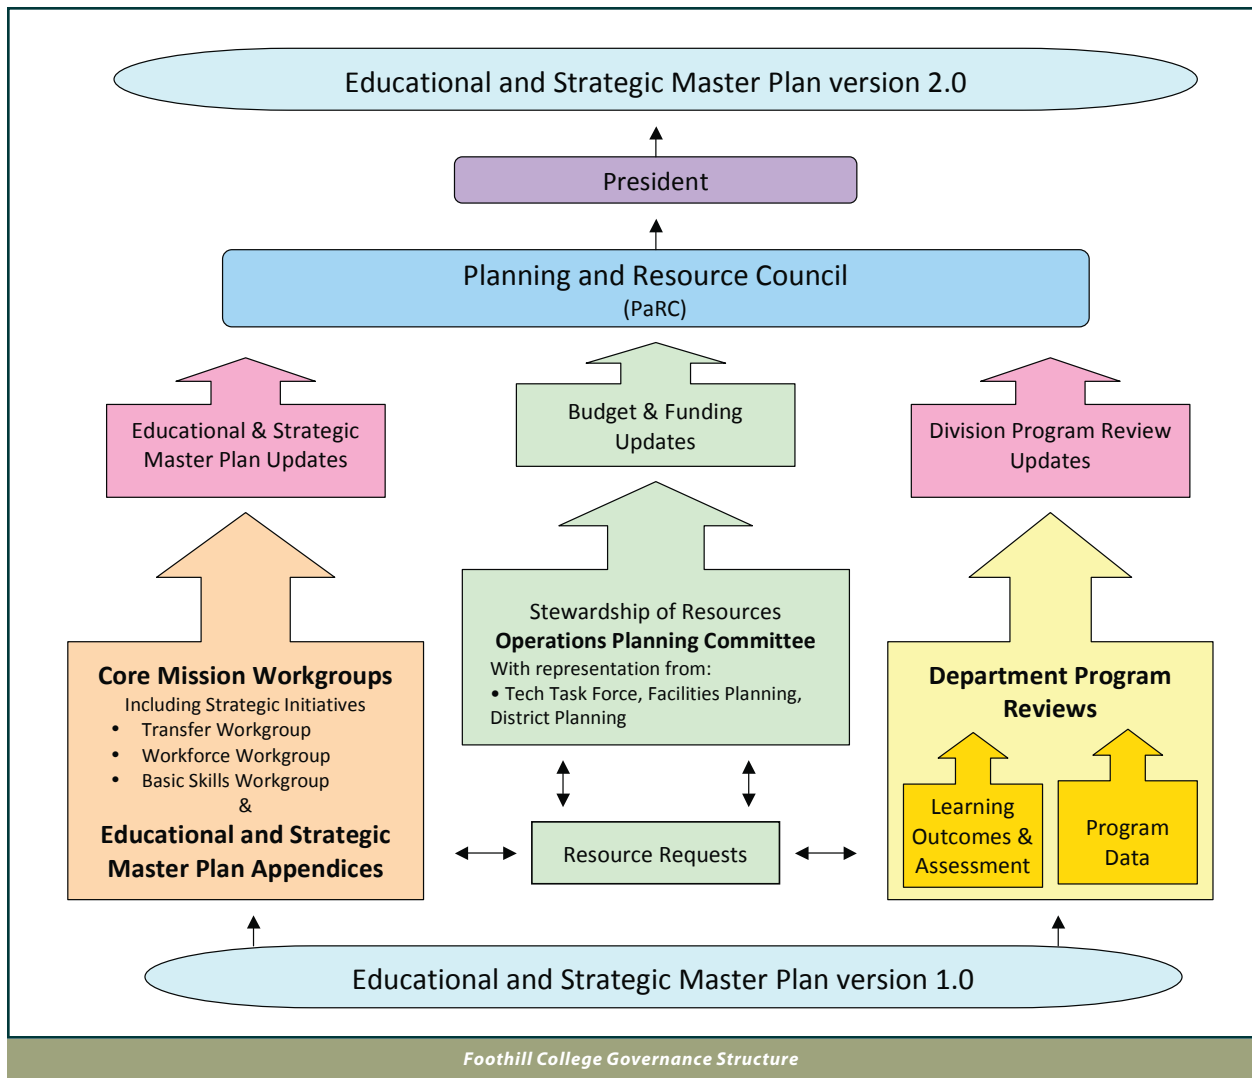 Educational and Strategic Master Plan version 2.0
President
Planning and Resource Council
(PaRC)
Educational & Strategic
Master Plan Updates
Budget & Funding
Updates
Division Program Review
Updates
Core Mission Workgroups
Including Strategic Initiatives
• Transfer Workgroup
• Workforce Workgroup
• Basic Skills Workgroup
&
Educational and Strategic
Master Plan Appendices
Stewardship of Resources
Operations Planning Committee
With representation from:
• Tech Task Force, Facilities Planning,
District Planning
Resource Requests
Department Program
Reviews
Learning
Outcomes &
Assessment
Program
Data
Educational and Strategic Master Plan version 1.0
Foothill College Governance Structure